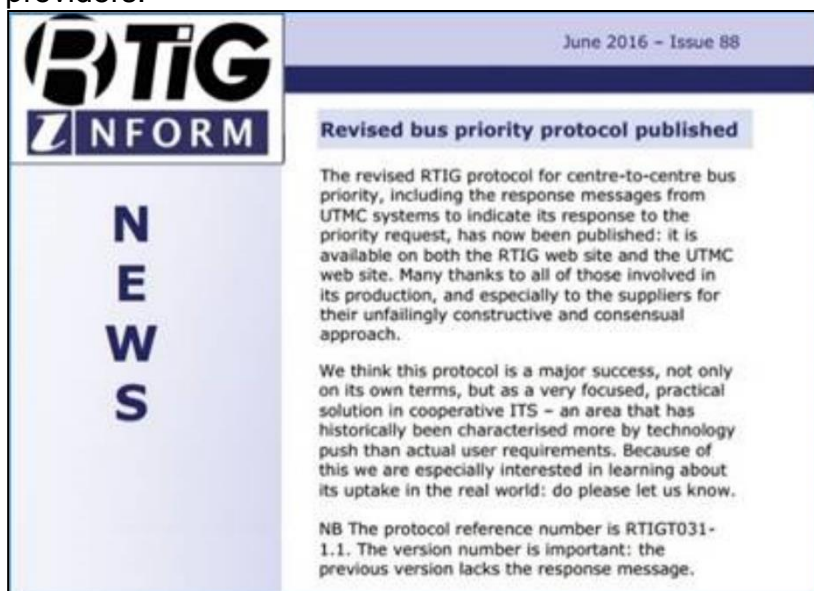 providers.
RTiG
iNFORM
June 2016 – Issue 88
NEWS
Revised bus priority protocol published
The revised RTIG protocol for centre-to-centre bus
priority, including the response messages from
UTMC systems to indicate its response to the
priority request, has now been published: it is
available on both the RTIG web site and the UTMC
web site. Many thanks to all of those involved in
its production, and especially to the suppliers for
their unfailingly constructive and consensual
approach.
We think this protocol is a major success, not only
on its own terms, but as a very focused, practical
solution in cooperative ITS – an area that has
historically been characterised more by technology
push than actual user requirements. Because of
this we are especially interested in learning about
its uptake in the real world: do please let us know.
NB The protocol reference number is RTIGT031-
1.1. The version number is important: the
previous version lacks the response message.